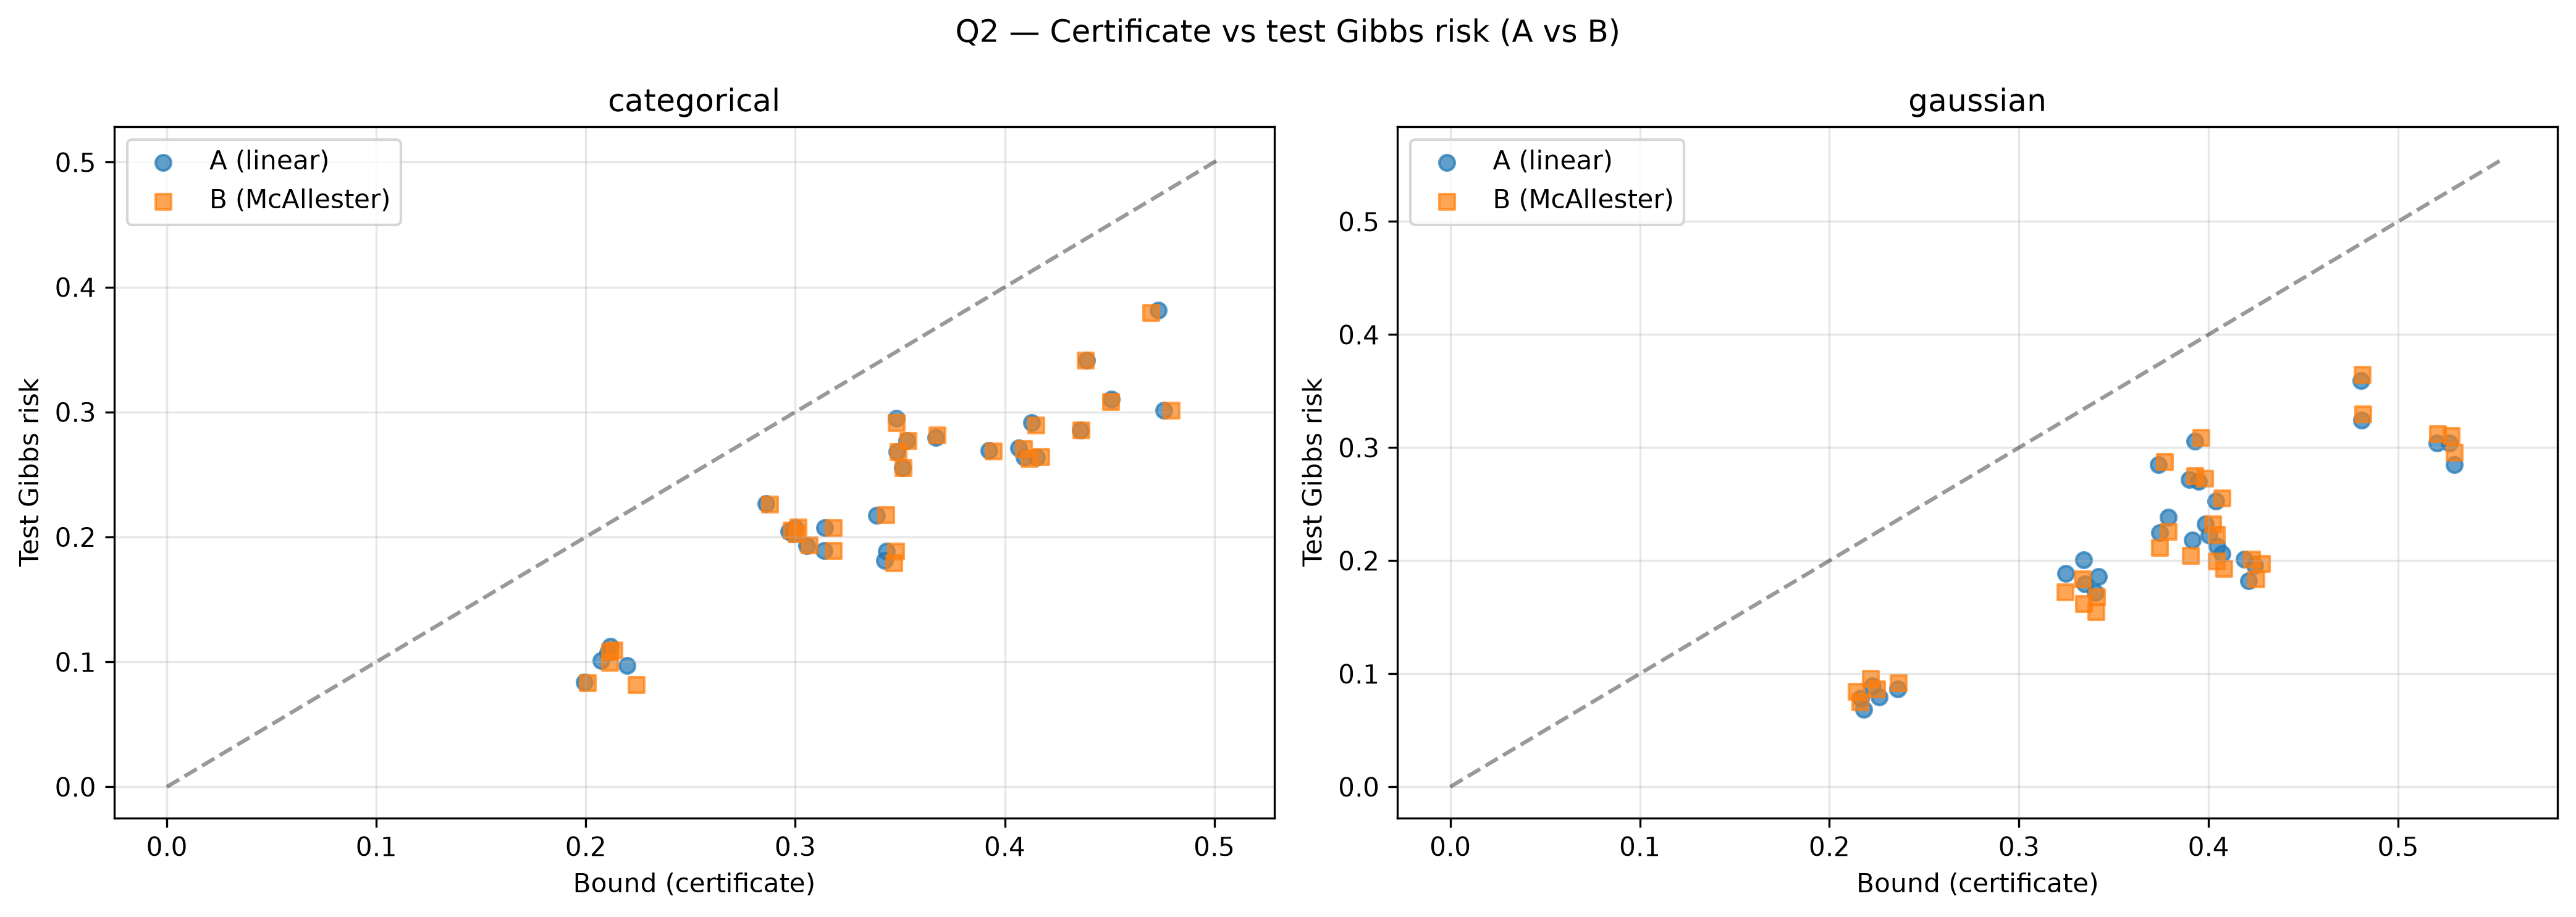 Q2 — Certificate vs test Gibbs risk (A vs B)
categorical
A (linear)
B (McAllester)
Test Gibbs risk
0.5
0.4
0.3
0.2
0.1
0.0
0.0 0.1 0.2 0.3 0.4 0.5
Bound (certificate)
gaussian
A (linear)
B (McAllester)
Test Gibbs risk
0.5
0.4
0.3
0.2
0.1
0.0
0.0 0.1 0.2 0.3 0.4 0.5
Bound (certificate)